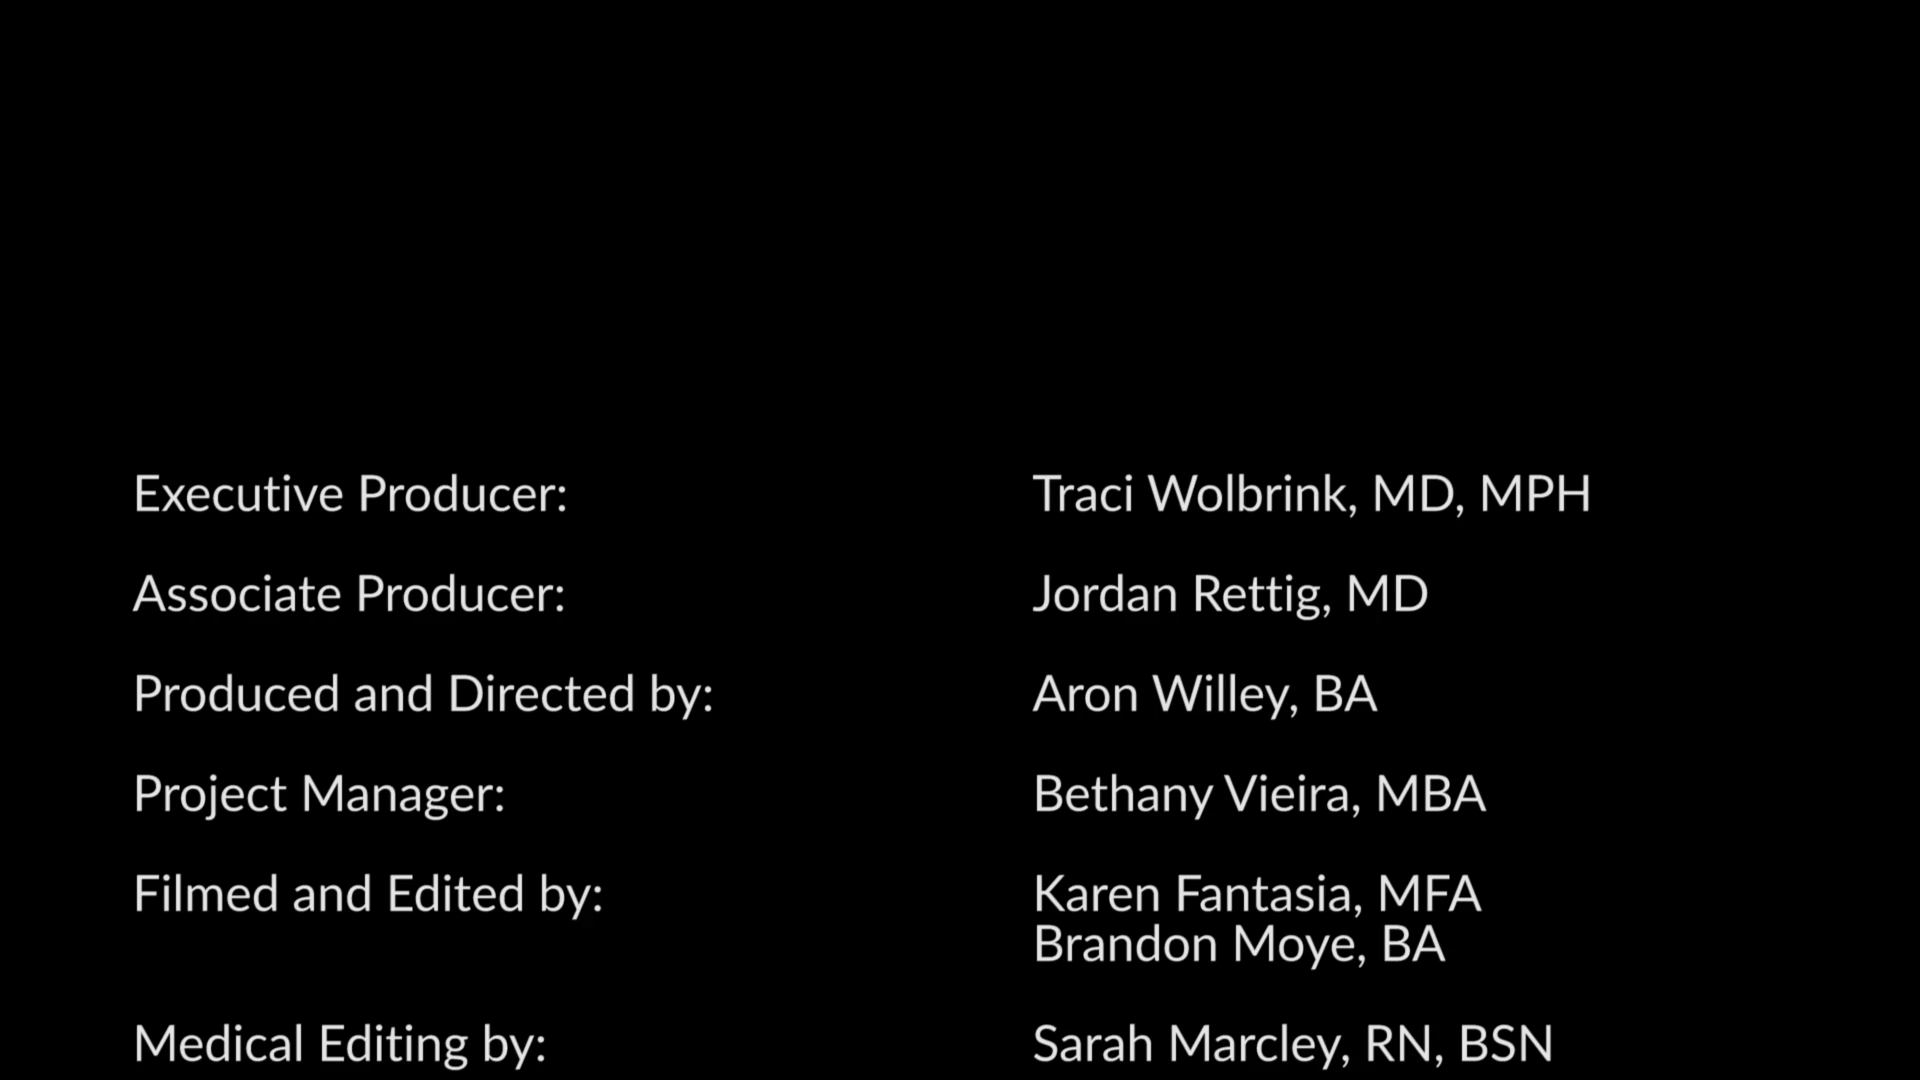 Executive Producer: Traci Wolbrink, MD, MPH
Associate Producer: Jordan Rettig, MD
Produced and Directed by: Aron Willey, BA
Project Manager: Bethany Vieira, MBA
Filmed and Edited by: Karen Fantasia, MFA
Brandon Moye, BA
Medical Editing by: Sarah Marcley, RN, BSN